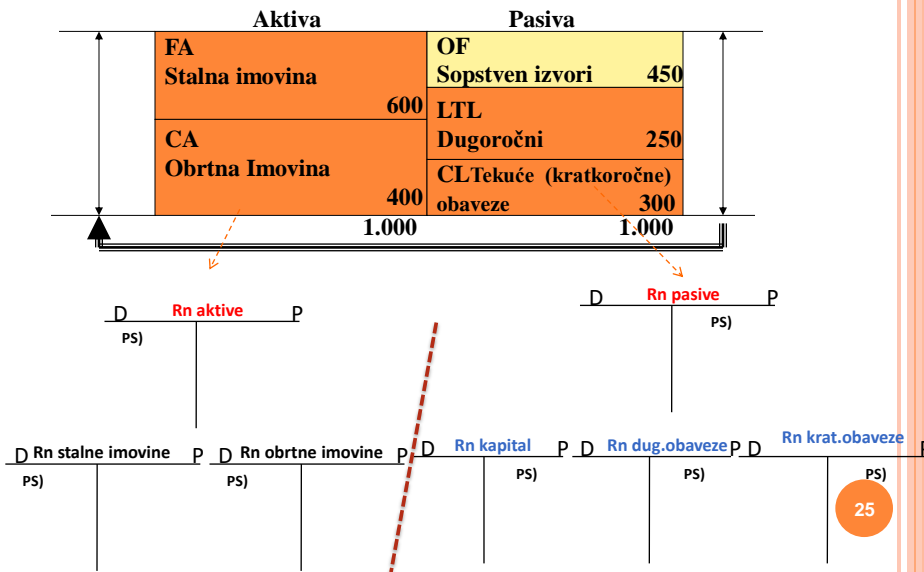 Aktiva Pasiva
FA
Stalna imovina
600
CA
Obrtna Imovina
400
OF
Sopstven izvori 450
LTL
Dugoročni 250
CLTekuće (kratkoročne)
obaveze 300
1.000 1.000
D Rn aktive P
PS)
D Rn pasive P
PS)
D Rn stalne imovine P
PS)
D Rn obrtne imovine P
PS)
D Rn kapital P
PS)
D Rn dug.obaveze P
PS)
D Rn krat.obaveze P
PS)
25